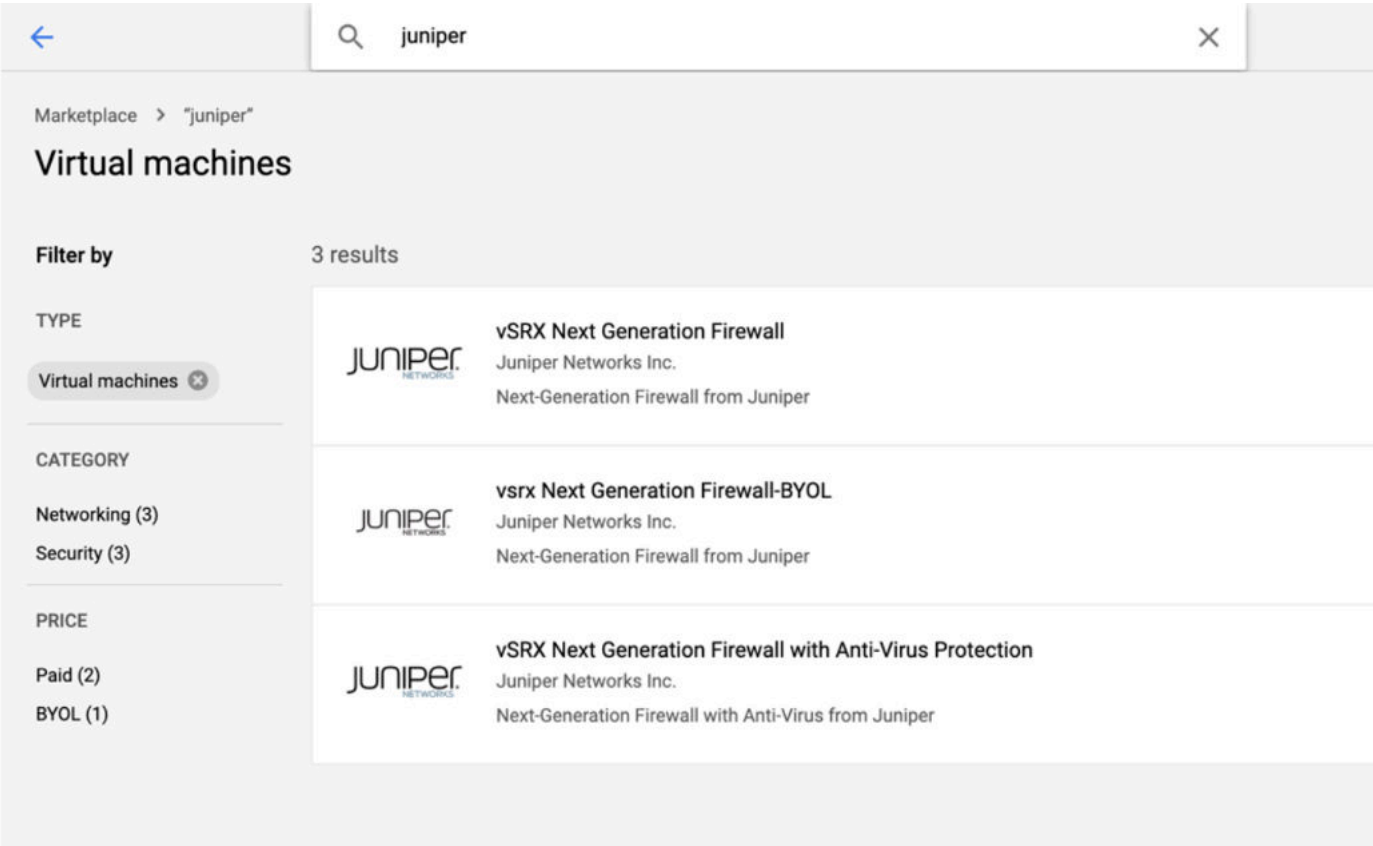 juniper
Marketplace > "juniper"
Virtual machines
Filter by
3 results
TYPE
Virtual machines
CATEGORY
Networking (3)
Security (3)
PRICE
Paid (2)
BYOL (1)
JUNIPER
NETWORKS
vSRX Next Generation Firewall
Juniper Networks Inc.
Next-Generation Firewall from Juniper
JUNIPER
NETWORKS
vsrx Next Generation Firewall-BYOL
Juniper Networks Inc.
Next-Generation Firewall from Juniper
JUNIPER
NETWORKS
vSRX Next Generation Firewall with Anti-Virus Protection
Juniper Networks Inc.
Next-Generation Firewall with Anti-Virus from Juniper